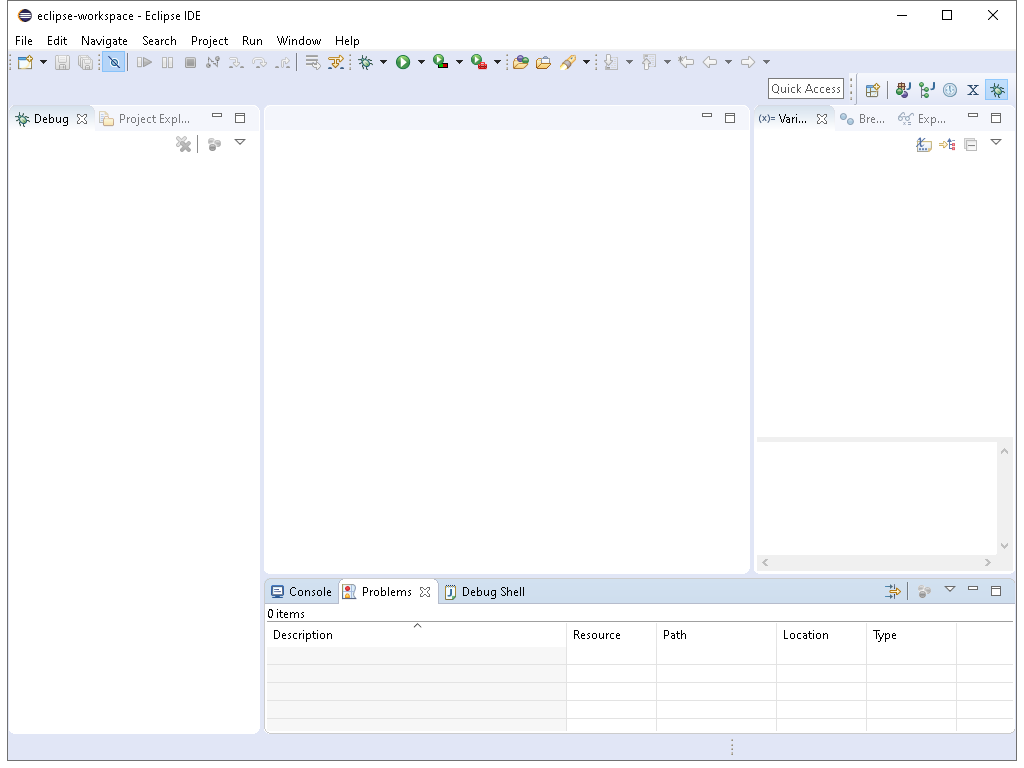 eclipse-workspace - Eclipse IDE
File Edit Navigate Search Project Run Window Help
Quick Access
Debug Project Expl... (x)= Vari... Bre... Exp...
Console Problems Debug Shell
0 items
Description Resource Path Location Type